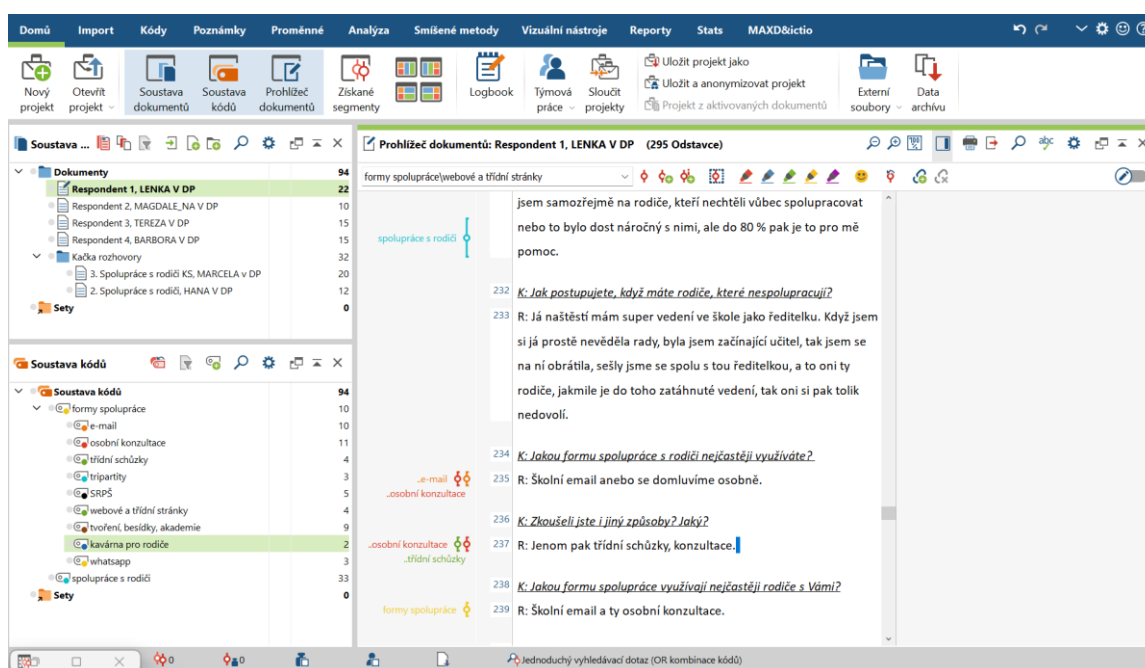 Domů Import Kódy Poznámky Proměnné Analýza Smíšené metody Vizuální nástroje Reporty Stats MAXD&ictio
Nový projekt
Otevřít projekt
Soustava dokumentů
Soustava kódů
Prohlížeč dokumentů
Získané segmenty
Logbook
Týmová práce
Sloučit projekty
Uložit projekt jako
Uložit a anonymizovat projekt
Projekt z aktivovaných dokumentů
Externí soubory
Data archívu
Soustava ...
Dokumenty 94
Respondent 1, LENKA V DP 22
Respondent 2, MAGDALE_NA V DP 10
Respondent 3, TEREZA V DP 15
Respondent 4, BARBORA V DP 15
Kačka rozhovory 32
3. Spolupráce s rodiči KS, MARCELA v DP 20
2. Spolupráce s rodiči, HANA V DP 12
Sety 0
Soustava kódů
Soustava kódů 94
formy spolupráce 10
e-mail 10
osobní konzultace 11
třídní schůzky 4
tripartity 3
SRPŠ 5
webové a třídní stránky 4
tvoření, besídky, akademie 9
kavárna pro rodiče 2
whatsapp 3
spolupráce s rodiči 33
Sety 0
Prohlížeč dokumentů: Respondent 1, LENKA V DP (295 Odstavce)
formy spolupráce\webové a třídní stránky
jsem samozřejmě na rodiče, kteří nechtěli vůbec spolupracovat
nebo to bylo dost náročný s nimi, ale do 80 % pak je to pro mě
spolupráce s rodiči
pomoc.
232 K: Jak postupujete, když máte rodiče, které nespolupracují?
233 R: Já naštěstí mám super vedení ve škole jako ředitelku. Když jsem
si já prostě nevěděla rady, byla jsem začínající učitel, tak jsem se
na ní obrátila, sešly jsme se spolu s tou ředitelkou, a to oni ty
rodiče, jakmile je do toho zatáhnuté vedení, tak oni si pak tolik
nedovolí.
234 K: Jakou formu spolupráce s rodiči nejčastěji využíváte?
..e-mail 235 R: Školní email anebo se domluvíme osobně.
..osobní konzultace
236 K: Zkoušeli jste i jiný způsoby? Jaký?
..osobní konzultace 237 R: Jenom pak třídní schůzky, konzultace.
..třídní schůzky
238 K: Jakou formu spolupráce využívají nejčastěji rodiče s Vámi?
formy spolupráce 239 R: Školní email a ty osobní konzultace.
0 0 Jednoduchý vyhledávací dotaz (OR kombinace kódů)